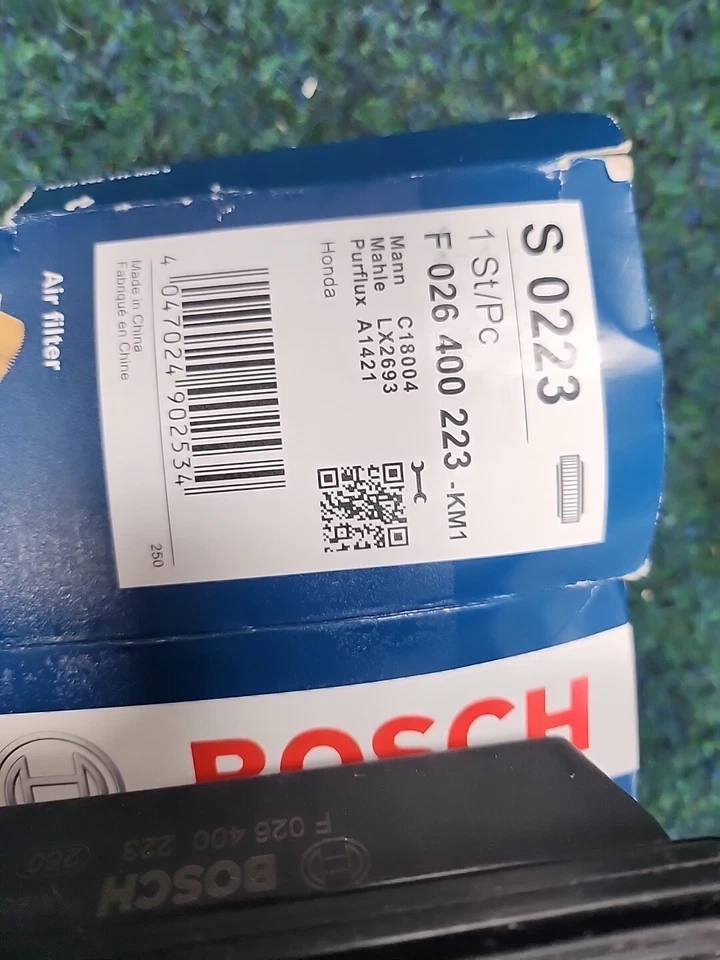 S 0223
1 St/Pc
F 026 400 223 -KM1
Mann C18004
Mahle LX2693
Purflux A1421
Honda
4 047024 902534
250
Made in China
Fabriqué en Chine
Air filter
BOSCH
F 026 400 223 250
BOSCH